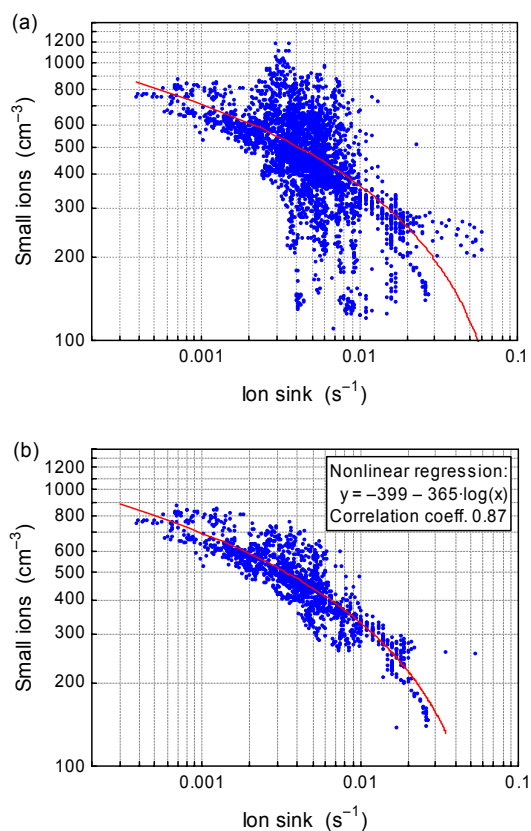 (a)
1200
1000
800
600
500
400
300
200
100
Small ions (cm⁻³)
0.001
0.01
0.1
Ion sink (s⁻¹)
(b)
1200
1000
800
600
500
400
300
200
100
Small ions (cm⁻³)
Nonlinear regression:
y = −399 − 365·log(x)
Correlation coeff. 0.87
0.001
0.01
0.1
Ion sink (s⁻¹)